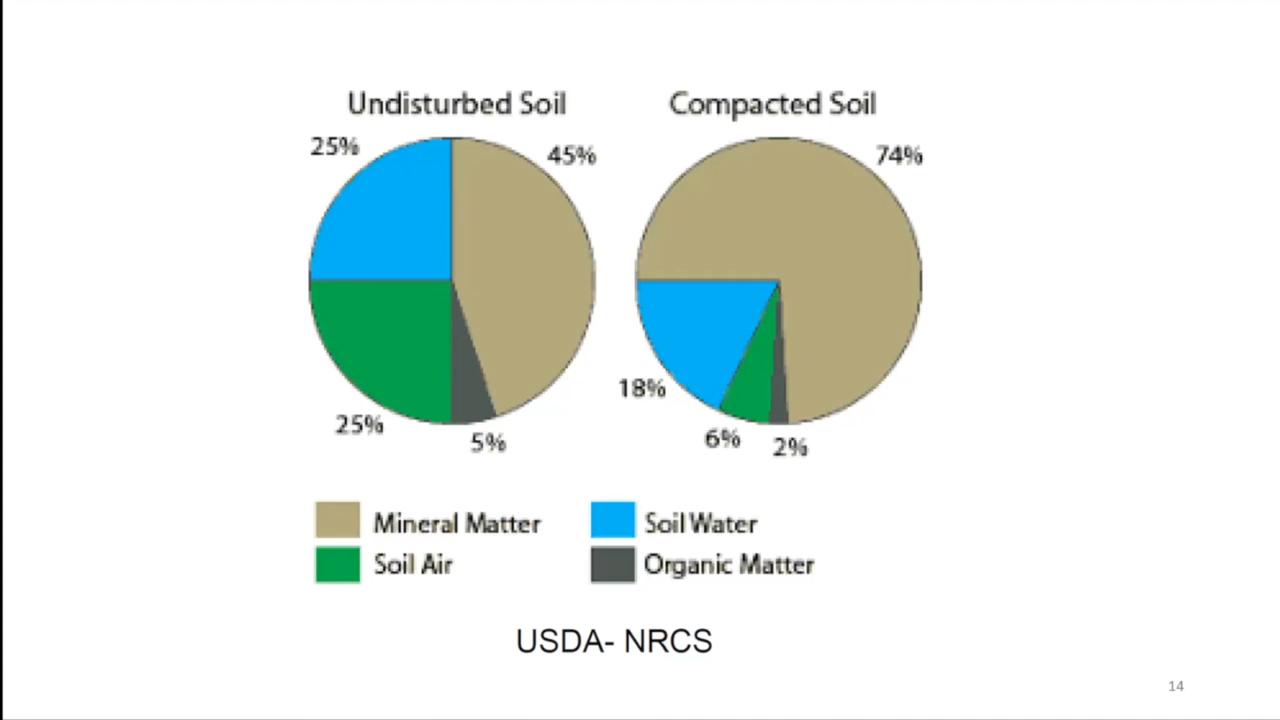 Undisturbed Soil
Compacted Soil
25%
45%
74%
18%
25%
5%
6%
2%
Mineral Matter
Soil Water
Soil Air
Organic Matter
USDA- NRCS
14